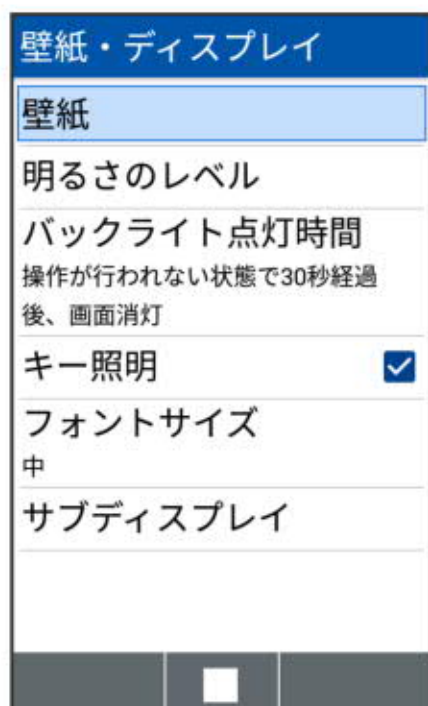 壁紙・ディスプレイ
壁紙
明るさのレベル
バックライト点灯時間
操作が行われない状態で30秒経過
後、画面消灯
キー照明
フォントサイズ
中
サブディスプレイ